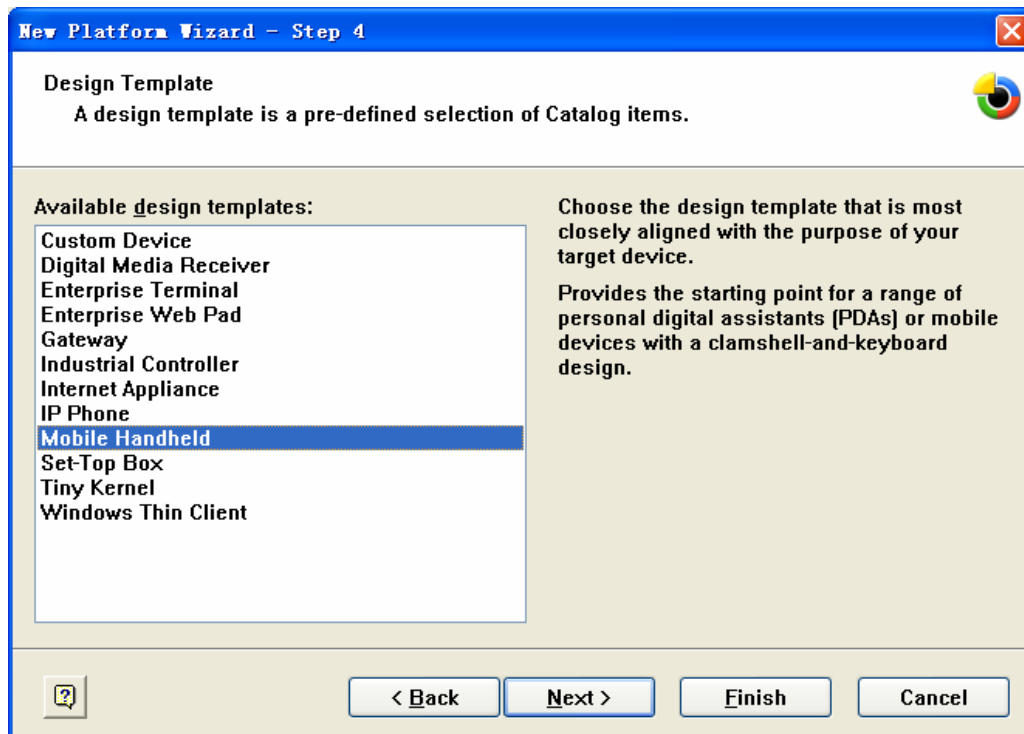 New Platform Wizard - Step 4
Design Template
A design template is a pre-defined selection of Catalog items.
Available design templates:
Custom Device
Digital Media Receiver
Enterprise Terminal
Enterprise Web Pad
Gateway
Industrial Controller
Internet Appliance
IP Phone
Mobile Handheld
Set-Top Box
Tiny Kernel
Windows Thin Client
Choose the design template that is most
closely aligned with the purpose of your
target device.
Provides the starting point for a range of
personal digital assistants (PDAs) or mobile
devices with a clamshell-and-keyboard
design.
?
< Back
Next >
Finish
Cancel